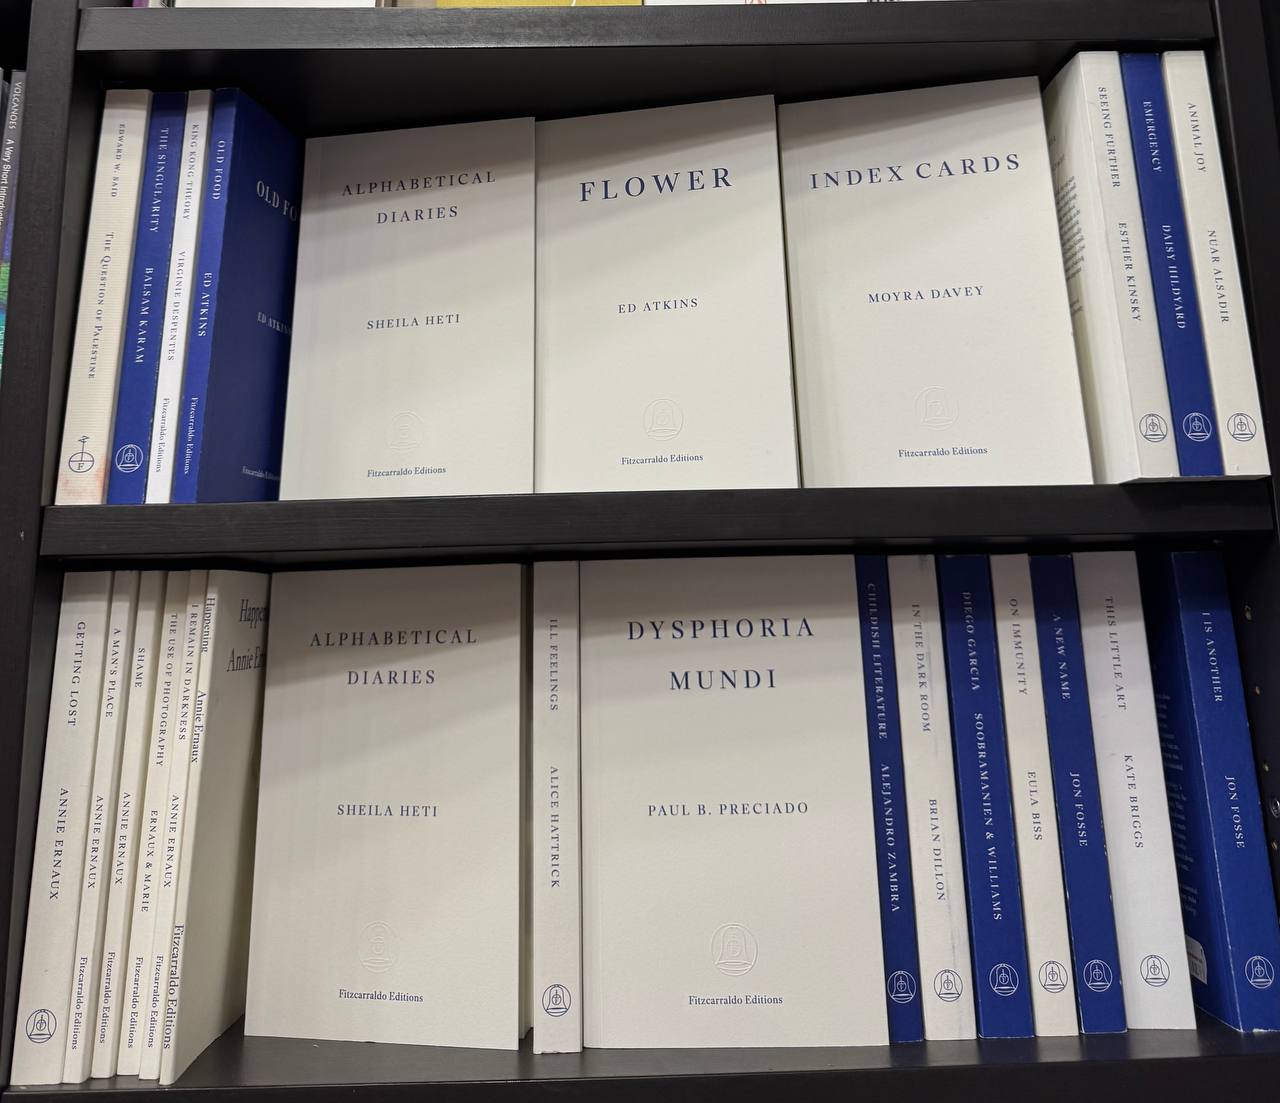 VOLCANOES A Very Short Introduction
EDWARD W. SAID THE QUESTION OF PALESTINE
F
THE SINGULARITY BALSAM KARAM
KING KONG THEORY VIRGINIE DESPENTES Fitzcarraldo Editions
OLD FOOD ED ATKINS Fitzcarraldo Editions
OLD FO
ED ATKINS
ALPHABETICAL
DIARIES
SHEILA HETI
Fitzcarraldo Editions
FLOWER
ED ATKINS
Fitzcarraldo Editions
INDEX CARDS
MOYRA DAVEY
Fitzcarraldo Editions
SEEING FURTHER ESTHER KINSKY
EMERGENCY DAISY HILDYARD
ANIMAL JOY NUAR ALSADIR
GETTING LOST ANNIE ERNAUX
A MAN'S PLACE ANNIE ERNAUX Fitzcarraldo Editions
SHAME ANNIE ERNAUX Fitzcarraldo Editions
THE USE OF PHOTOGRAPHY ERNAUX & MARIE Fitzcarraldo Editions
I REMAIN IN DARKNESS ANNIE ERNAUX Fitzcarraldo Editions
Happening Annie Ernaux Fitzcarraldo Editions
Happen
Annie Er
ALPHABETICAL
DIARIES
SHEILA HETI
Fitzcarraldo Editions
ILL FEELINGS ALICE HATTRICK
DYSPHORIA
MUNDI
PAUL B. PRECIADO
Fitzcarraldo Editions
CHILDISH LITERATURE ALEJANDRO ZAMBRA
IN THE DARK ROOM BRIAN DILLON
DIEGO GARCIA SOOBRAMANIEN & WILLIAMS
ON IMMUNITY EULA BISS
A NEW NAME JON FOSSE
THIS LITTLE ART KATE BRIGGS
I IS ANOTHER JON FOSSE